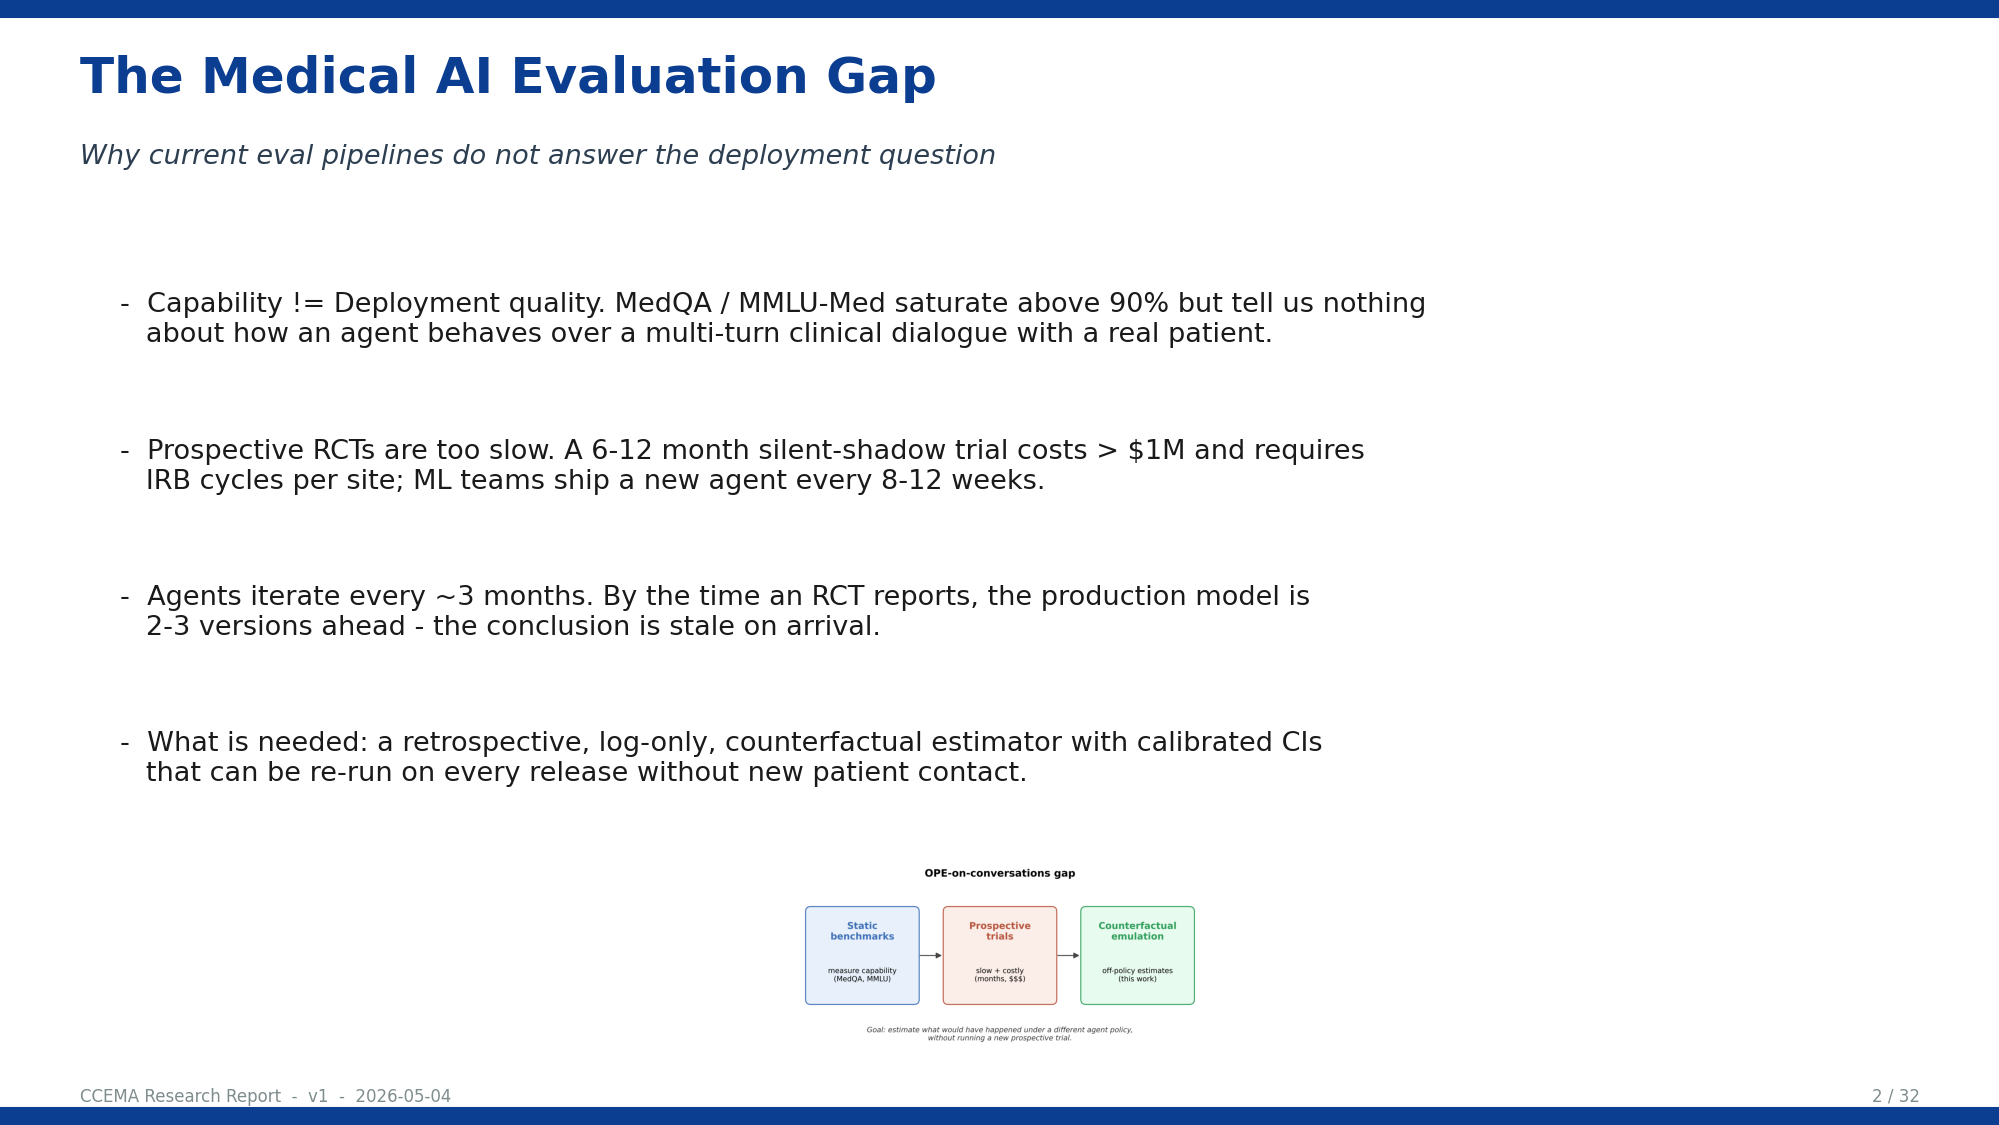 The Medical AI Evaluation Gap
Why current eval pipelines do not answer the deployment question
- Capability != Deployment quality. MedQA / MMLU-Med saturate above 90% but tell us nothing
about how an agent behaves over a multi-turn clinical dialogue with a real patient.
- Prospective RCTs are too slow. A 6-12 month silent-shadow trial costs > $1M and requires
IRB cycles per site; ML teams ship a new agent every 8-12 weeks.
- Agents iterate every ~3 months. By the time an RCT reports, the production model is
2-3 versions ahead - the conclusion is stale on arrival.
- What is needed: a retrospective, log-only, counterfactual estimator with calibrated CIs
that can be re-run on every release without new patient contact.
OPE-on-conversations gap
Static
benchmarks
measure capability
(MedQA, MMLU)
Prospective
trials
slow + costly
(months, $$$)
Counterfactual
emulation
off-policy estimates
(this work)
Goal: estimate what would have happened under a different agent policy,
without running a new prospective trial.
CCEMA Research Report - v1 - 2026-05-04
2 / 32